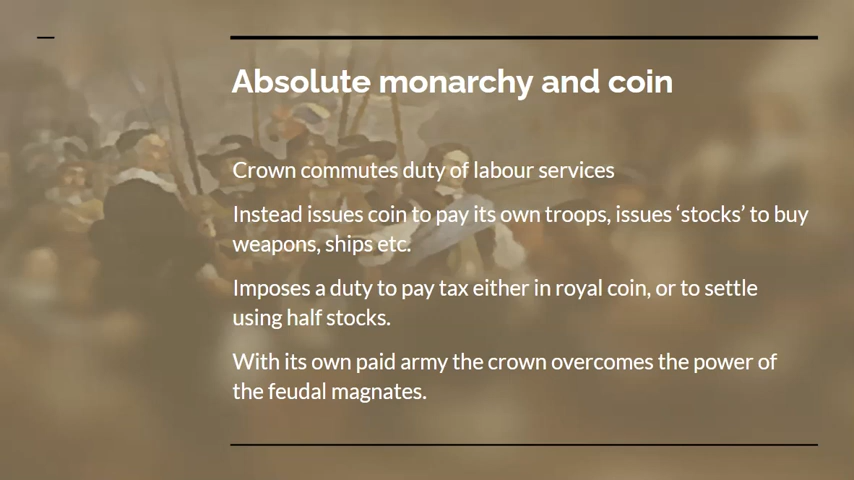 Absolute monarchy and coin
Crown commutes duty of labour services
Instead issues coin to pay its own troops, issues ‘stocks’ to buy
weapons, ships etc.
Imposes a duty to pay tax either in royal coin, or to settle
using half stocks.
With its own paid army the crown overcomes the power of
the feudal magnates.